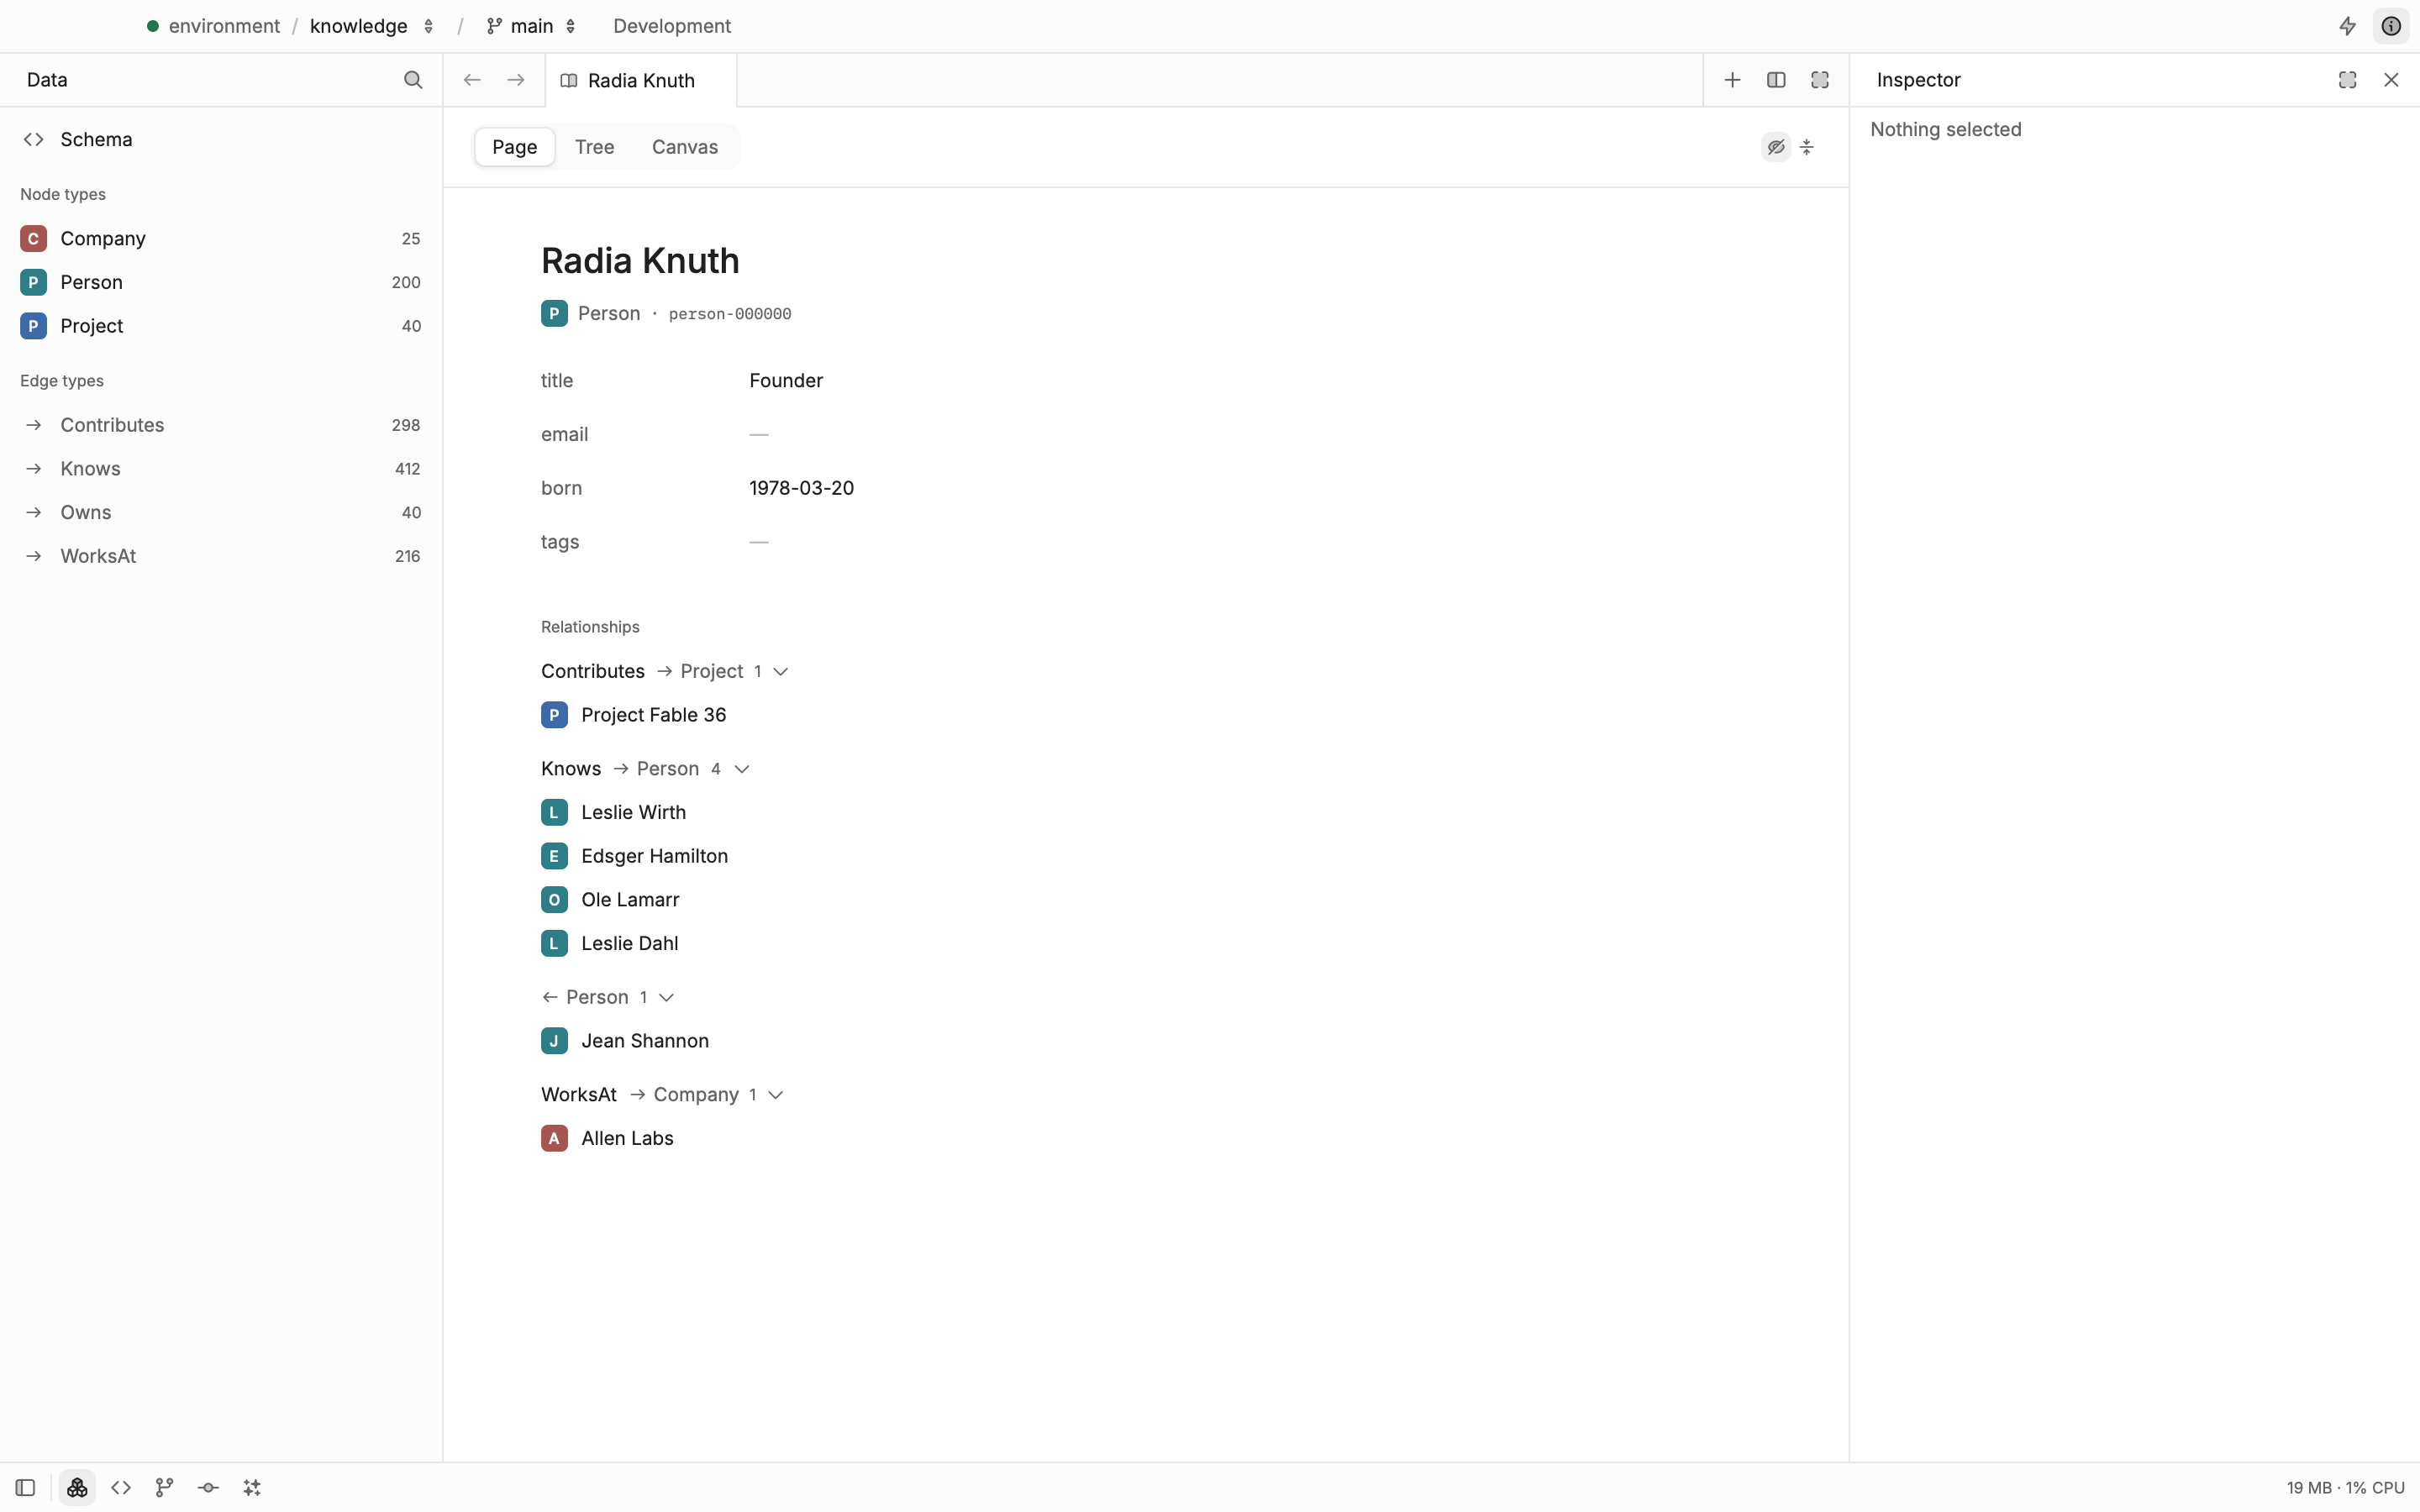 environment / knowledge / main Development
Data
Radia Knuth
Inspector
Schema
Page Tree Canvas
Nothing selected
Node types
C Company 25
P Person 200
P Project 40
Edge types
Contributes 298
Knows 412
Owns 40
WorksAt 216
Radia Knuth
P Person · person-000000
title Founder
email —
born 1978-03-20
tags —
Relationships
Contributes → Project 1
P Project Fable 36
Knows → Person 4
L Leslie Wirth
E Edsger Hamilton
O Ole Lamarr
L Leslie Dahl
← Person 1
J Jean Shannon
WorksAt → Company 1
A Allen Labs
19 MB · 1% CPU